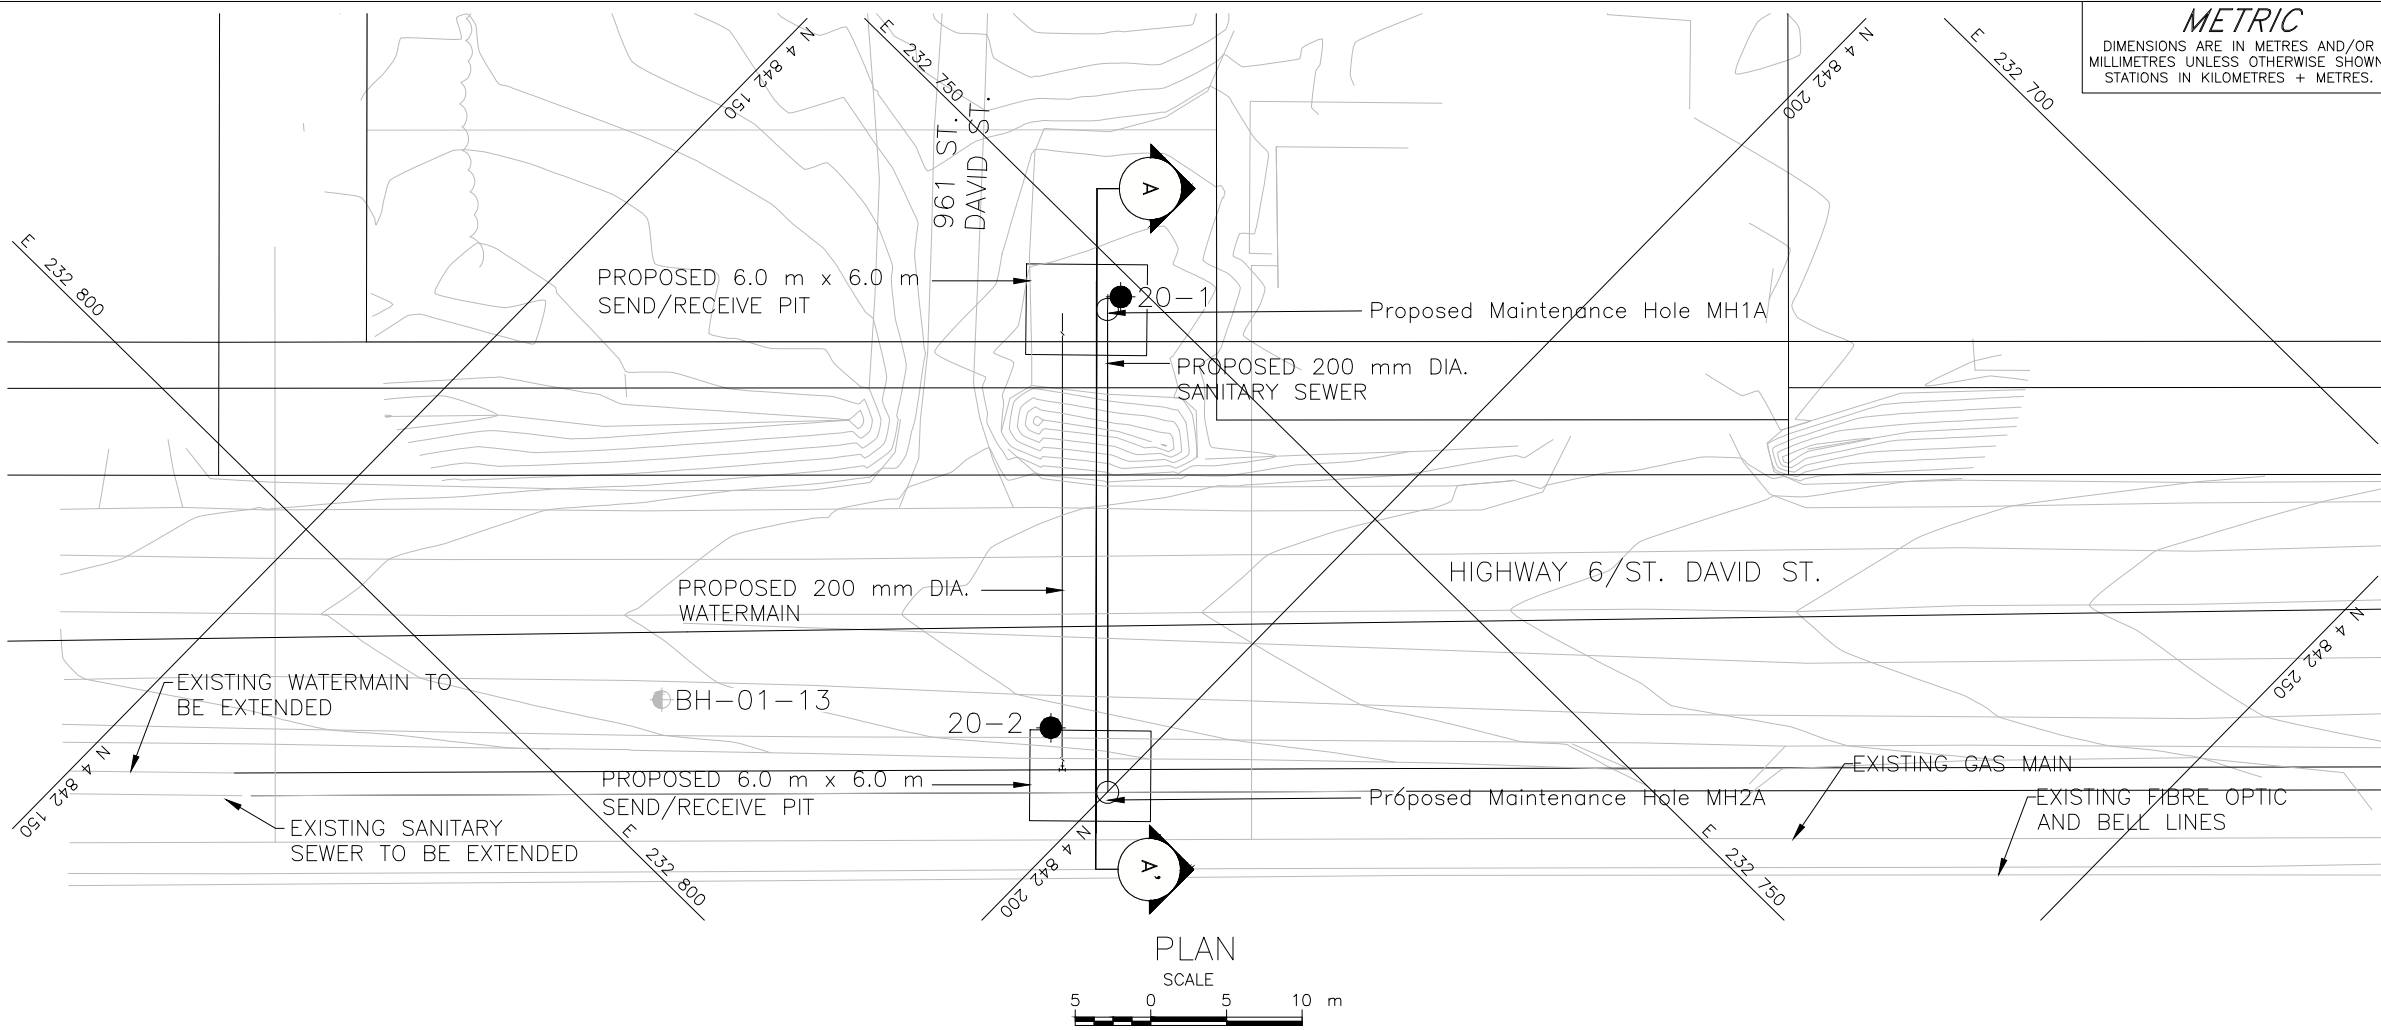 METRIC
DIMENSIONS ARE IN METRES AND/OR
MILLIMETRES UNLESS OTHERWISE SHOWN
STATIONS IN KILOMETRES + METRES.
N 4 842 150
E 232 750
N 4 842 200
E 232 700
961 ST.
DAVID ST.
A
E 232 800
PROPOSED 6.0 m x 6.0 m
SEND/RECEIVE PIT
20-1
Proposed Maintenance Hole MH1A
PROPOSED 200 mm DIA.
SANITARY SEWER
HIGHWAY 6/ST. DAVID ST.
PROPOSED 200 mm DIA.
WATERMAIN
N 4 842 250
EXISTING WATERMAIN TO
BE EXTENDED
BH-01-13
20-2
N 4 842 150
PROPOSED 6.0 m x 6.0 m
SEND/RECEIVE PIT
EXISTING GAS MAIN
Proposed Maintenance Hole MH2A
EXISTING FIBRE OPTIC
AND BELL LINES
EXISTING SANITARY
SEWER TO BE EXTENDED
E 232 800
N 4 842 200
A'
E 232 750
PLAN
SCALE
5 0 5 10 m